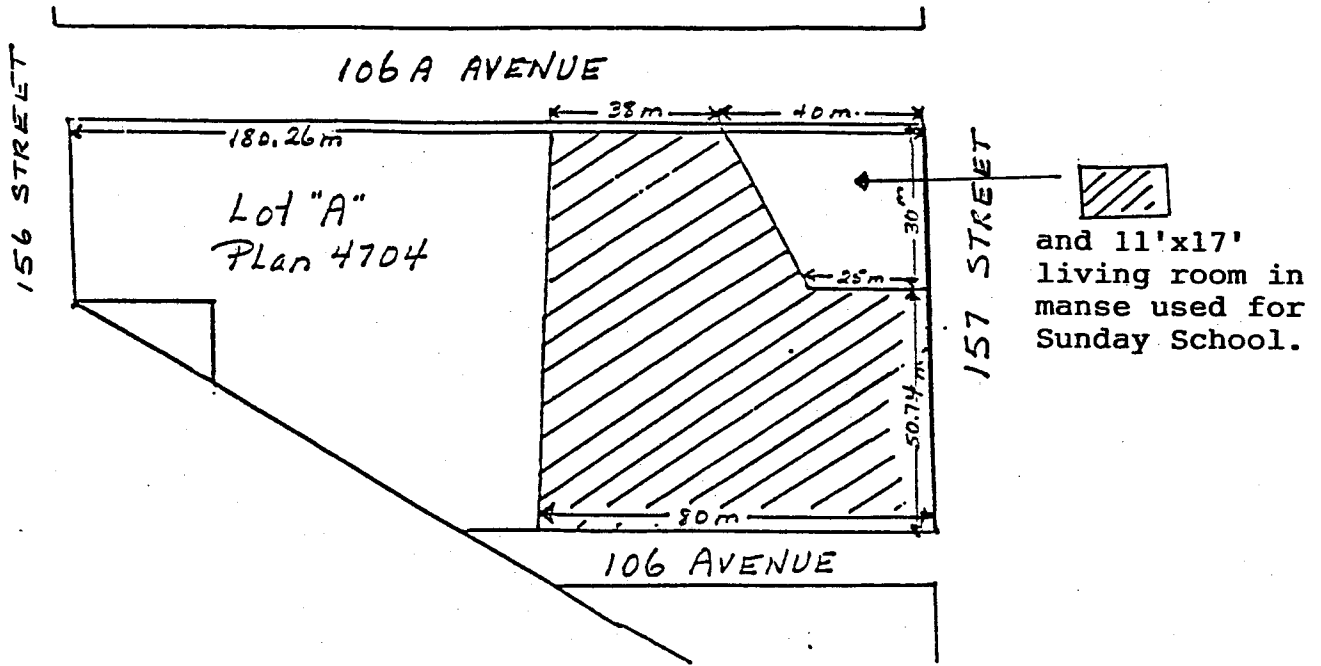 106A AVENUE
156 STREET
38m
40m.
180.26m
Lot "A"
Plan 4704
30m
25m
157 STREET
50.74m
80m
106 AVENUE
and 11'x17'
living room in
manse used for
Sunday School.